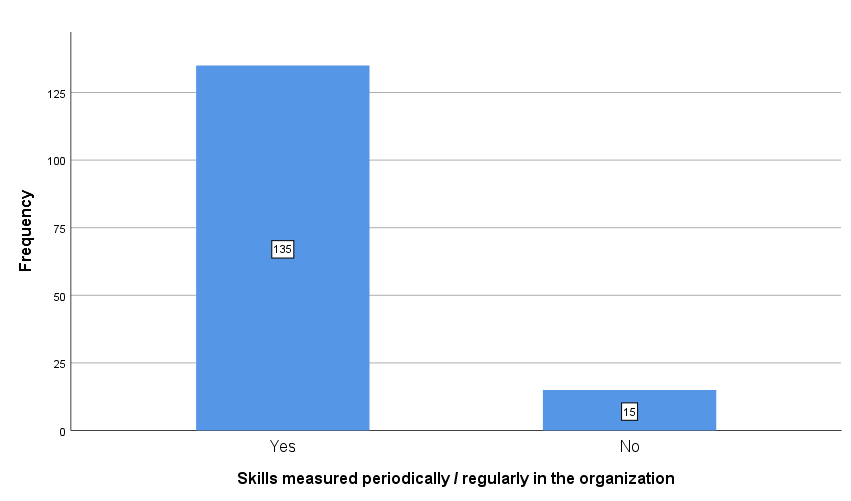 Frequency
125
100
75
50
25
0
135
15
Yes
No
Skills measured periodically / regularly in the organization